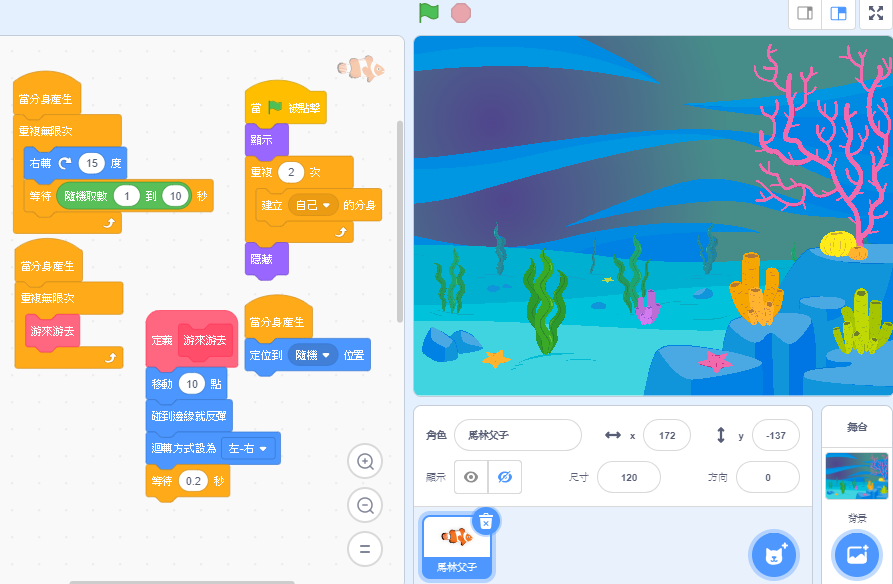 當分身產生
重複無限次
右轉 15 度
等待 隨機取數 1 到 10 秒
當分身產生
重複無限次
游來游去
當 被點擊
顯示
重複 2 次
建立 自己 的分身
隱藏
定義 游來游去
移動 10 點
碰到邊緣就反彈
迴轉方式設為 左-右
等待 0.2 秒
當分身產生
定位到 隨機 位置
角色 馬林父子 x 172 y -137
顯示 尺寸 120 方向 0
馬林父子
舞台
背景